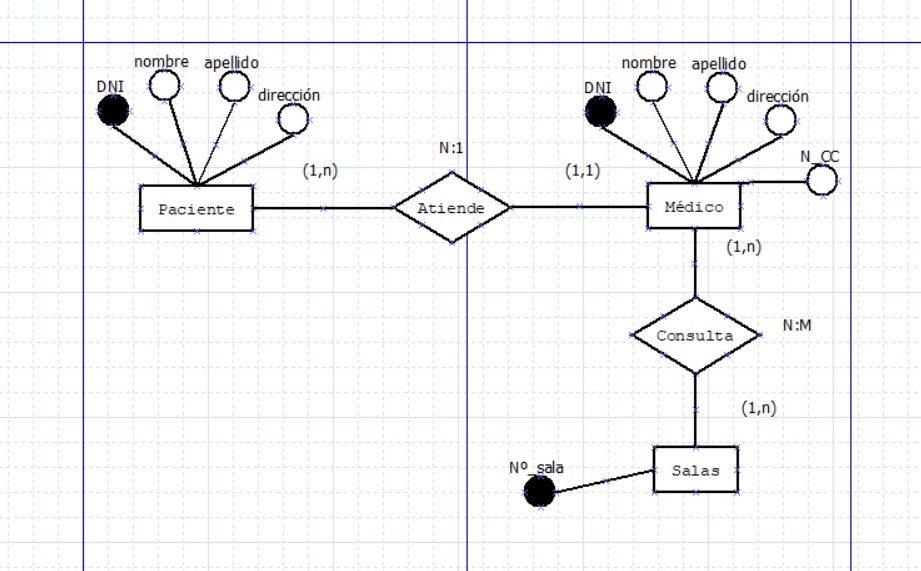 nombre apellido
DNI
dirección
nombre apellido
DNI
dirección
N:1
N_CC
(1,n)
(1,1)
Paciente
Atiende
Médico
(1,n)
Consulta
N:M
(1,n)
Nº_sala
Salas